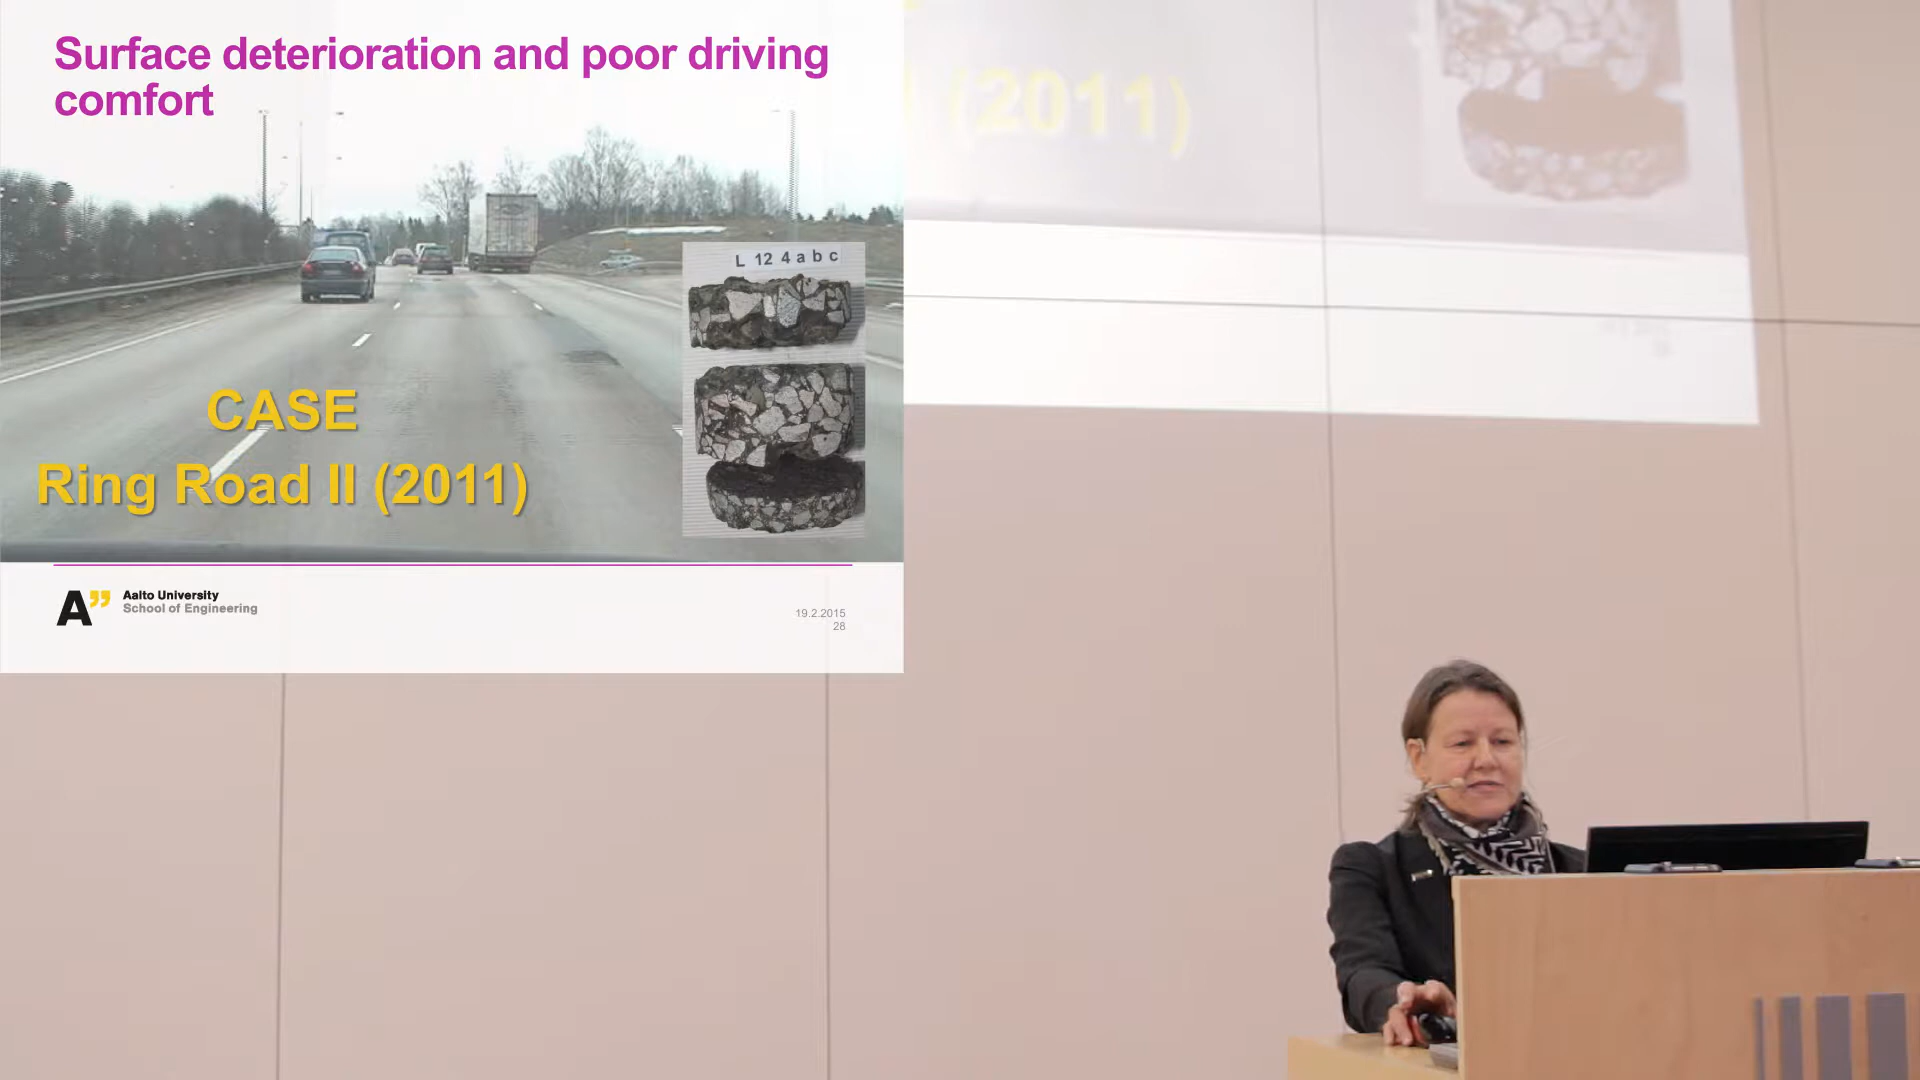 Surface deterioration and poor driving
comfort
L 12 4 a b c
CASE
Ring Road II (2011)
A”
Aalto University
School of Engineering
19.2.2015
28
(2011)